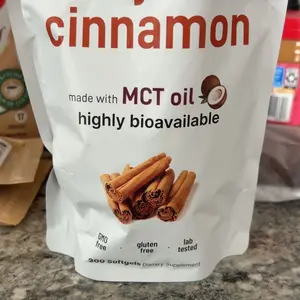 cinnamon
made with MCT oil
highly bioavailable
GMO free
gluten free
lab tested
300 softgels Dietary Supplement